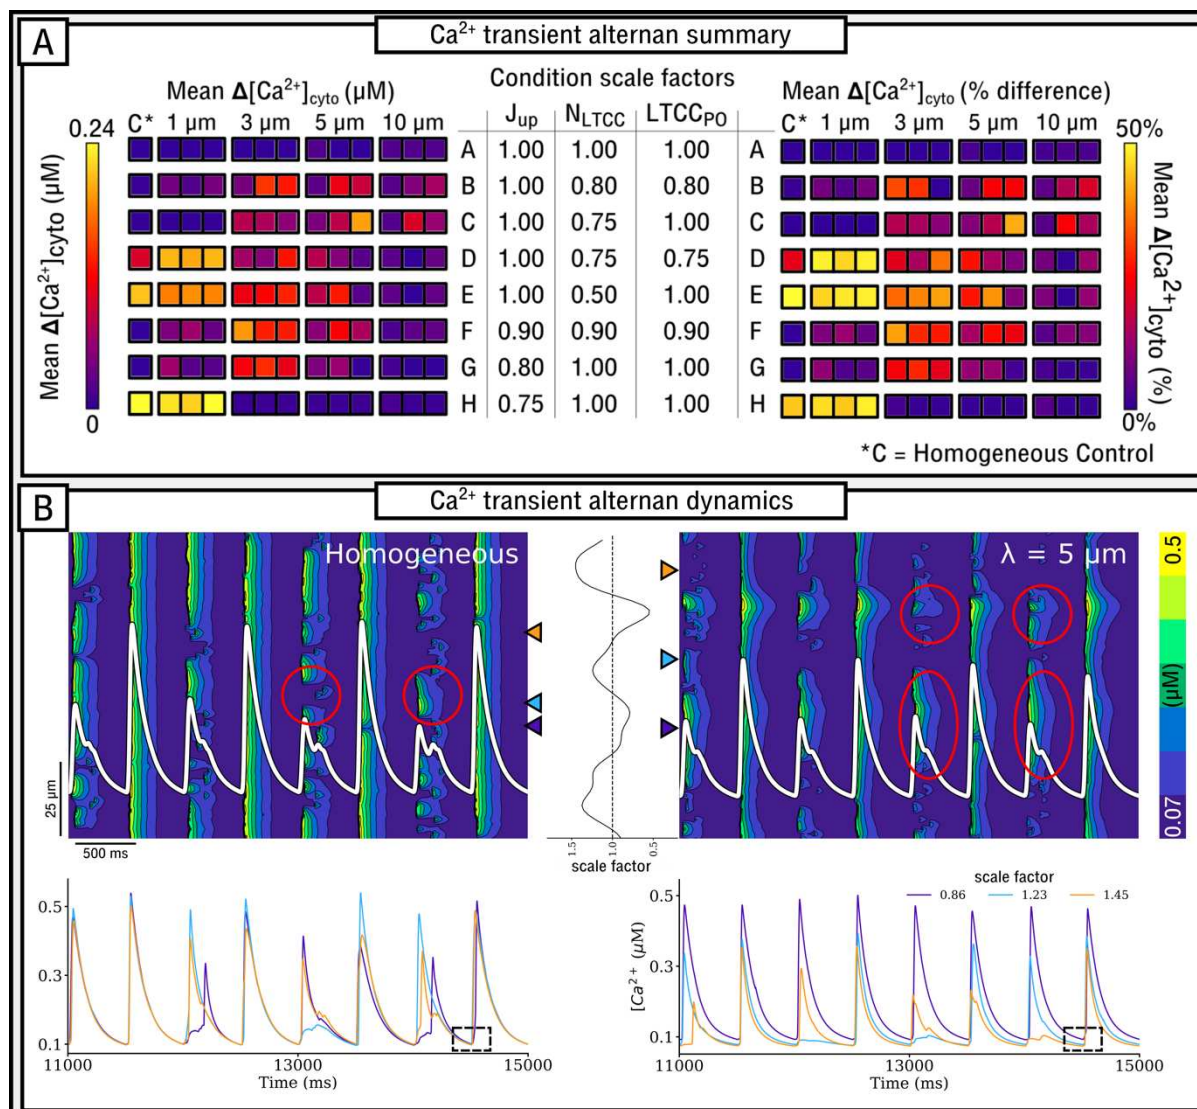 A
Ca²⁺ transient alternan summary
Mean Δ[Ca²⁺]cyto (µM)
Condition scale factors
Mean Δ[Ca²⁺]cyto (% difference)
0.24
C* 1 µm 3 µm 5 µm 10 µm
J_up N_LTCC LTCC_PO
C* 1 µm 3 µm 5 µm 10 µm
50%
A 1.00 1.00 1.00 A
B 1.00 0.80 0.80 B
C 1.00 0.75 1.00 C
D 1.00 0.75 0.75 D
E 1.00 0.50 1.00 E
F 0.90 0.90 0.90 F
G 0.80 1.00 1.00 G
H 0.75 1.00 1.00 H
Mean Δ[Ca²⁺]cyto (µM)
0
Mean Δ[Ca²⁺]cyto (%)
0%
*C = Homogeneous Control
B
Ca²⁺ transient alternan dynamics
Homogeneous
λ = 5 µm
0.5
(µM)
0.07
25 µm
500 ms
1.5 1.0 0.5
scale factor
0.5
0.3
0.1
11000 13000 15000
Time (ms)
scale factor
0.86 1.23 1.45
[Ca²⁺ (µM)
0.5
0.3
0.1
11000 13000 15000
Time (ms)